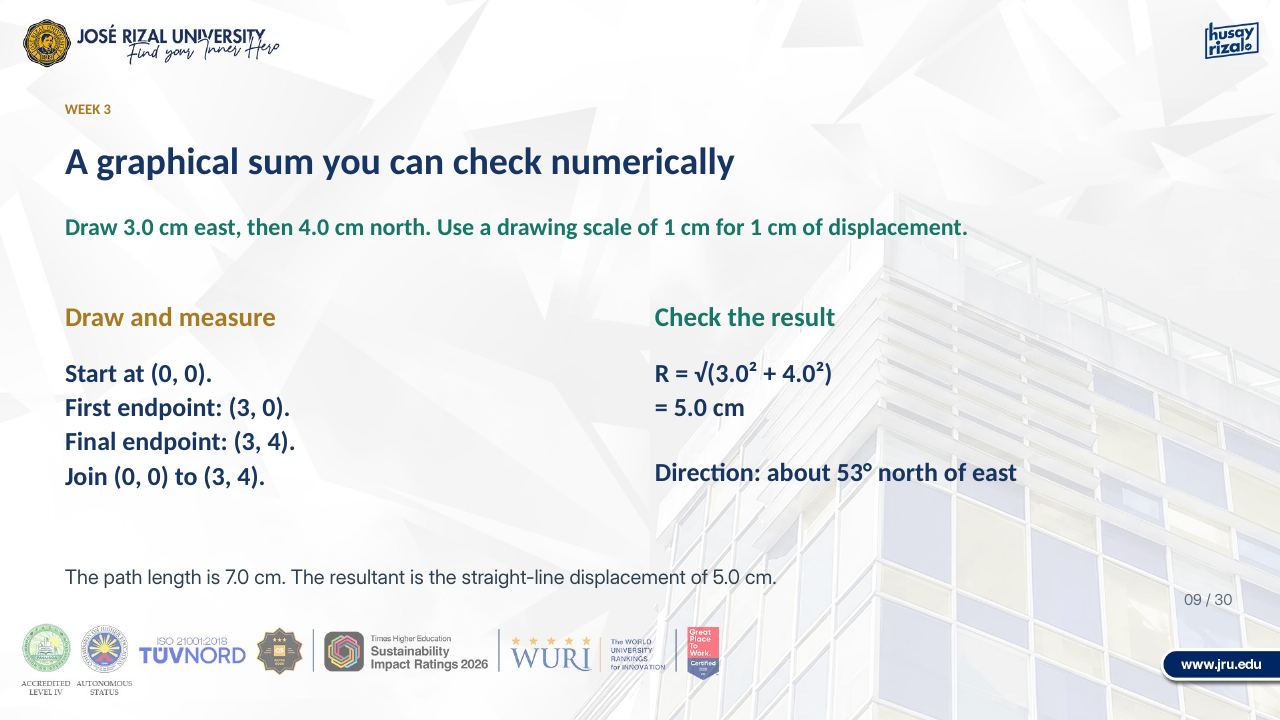 JOSÉ RIZAL UNIVERSITY
Find your Inner Hero
husay
rizal
WEEK 3
A graphical sum you can check numerically
Draw 3.0 cm east, then 4.0 cm north. Use a drawing scale of 1 cm for 1 cm of displacement.
Draw and measure
Start at (0, 0).
First endpoint: (3, 0).
Final endpoint: (3, 4).
Join (0, 0) to (3, 4).
Check the result
R = √(3.0² + 4.0²)
= 5.0 cm
Direction: about 53° north of east
The path length is 7.0 cm. The resultant is the straight-line displacement of 5.0 cm.
09 / 30
ACCREDITED
LEVEL IV
AUTONOMOUS
STATUS
ISO 21001:2018
TÜVNORD
Times Higher Education
Sustainability
Impact Ratings 2026
WURI
The WORLD
UNIVERSITY
RANKINGS
for INNOVATION
Great
Place
To
Work.
Certified
www.jru.edu